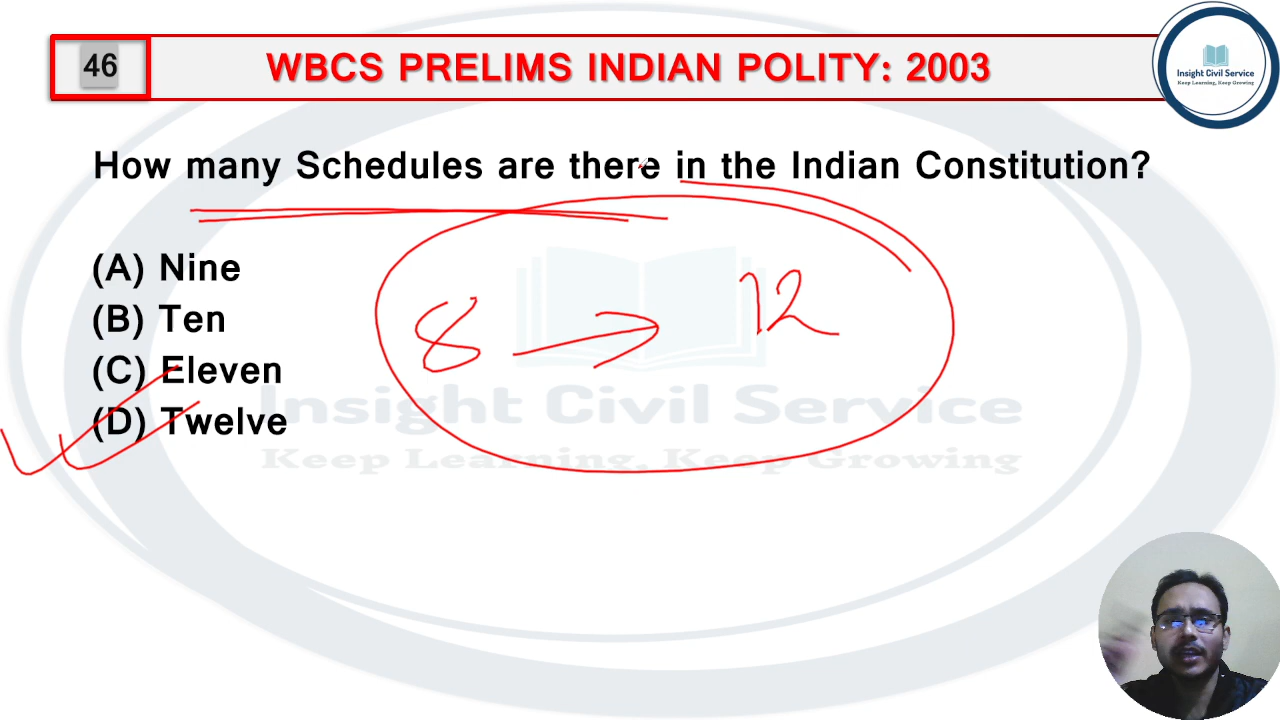 46
WBCS PRELIMS INDIAN POLITY: 2003
Insight Civil Service
Keep Learning, Keep Growing
How many Schedules are there in the Indian Constitution?
(A) Nine
(B) Ten
(C) Eleven
(D) Twelve
8 → 12
Insight Civil Service
Keep Learning, Keep Growing